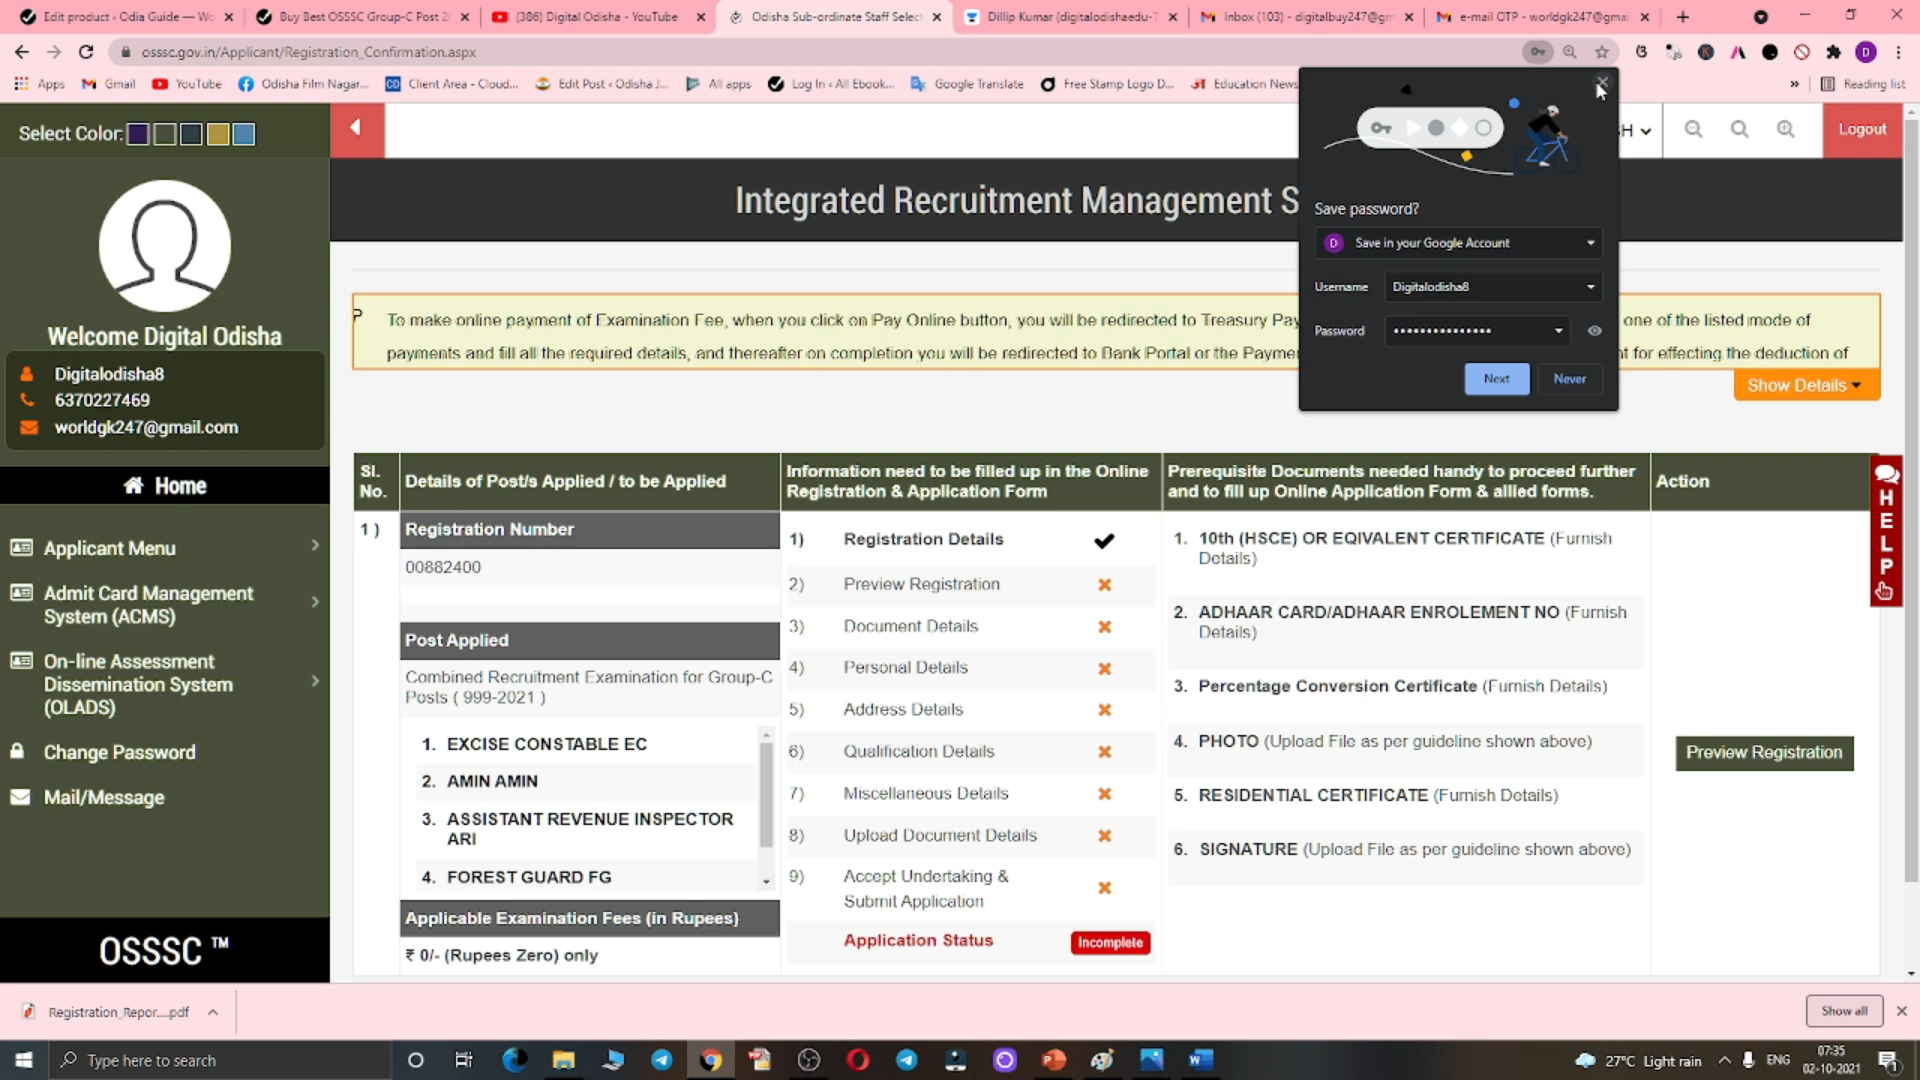 Edit product ‹ Odia Guide — Wo
Buy Best OSSSC Group-C Post 2
(386) Digital Odisha - YouTube
Odisha Sub-ordinate Staff Select
Dillip Kumar (digitalodishaedu-7
Inbox (103) - digitalbuy247@gm
e-mail OTP - worldgk247@gmai
osssc.gov.in/Applicant/Registration_Confirmation.aspx
Apps
Gmail
YouTube
Odisha Film Nagar...
Client Area - Cloud...
Edit Post ‹ Odisha J...
All apps
Log In ‹ All Ebook...
Google Translate
Free Stamp Logo D...
Education News
Reading list
Select Color:
SH
Logout
Integrated Recruitment Management S
Save password?
Save in your Google Account
Username
Digitalodisha8
Password
Next
Never
Welcome Digital Odisha
Digitalodisha8
6370227469
worldgk247@gmail.com
To make online payment of Examination Fee, when you click on Pay Online button, you will be redirected to Treasury Pay
one of the listed mode of
payments and fill all the required details, and thereafter on completion you will be redirected to Bank Portal or the Paymen
t for effecting the deduction of
Show Details
Home
Applicant Menu
Admit Card Management
System (ACMS)
On-line Assessment
Dissemination System
(OLADS)
Change Password
Mail/Message
OSSSC ™
Sl.
No.
Details of Post/s Applied / to be Applied
Information need to be filled up in the Online
Registration & Application Form
Prerequisite Documents needed handy to proceed further
and to fill up Online Application Form & allied forms.
Action
1 )
Registration Number
00882400
Post Applied
Combined Recruitment Examination for Group-C
Posts ( 999-2021 )
1. EXCISE CONSTABLE EC
2. AMIN AMIN
3. ASSISTANT REVENUE INSPECTOR
ARI
4. FOREST GUARD FG
Applicable Examination Fees (in Rupees)
₹ 0/- (Rupees Zero) only
1) Registration Details
2) Preview Registration
3) Document Details
4) Personal Details
5) Address Details
6) Qualification Details
7) Miscellaneous Details
8) Upload Document Details
9) Accept Undertaking &
Submit Application
Application Status
Incomplete
1. 10th (HSCE) OR EQIVALENT CERTIFICATE (Furnish
Details)
2. ADHAAR CARD/ADHAAR ENROLEMENT NO (Furnish
Details)
3. Percentage Conversion Certificate (Furnish Details)
4. PHOTO (Upload File as per guideline shown above)
5. RESIDENTIAL CERTIFICATE (Furnish Details)
6. SIGNATURE (Upload File as per guideline shown above)
Preview Registration
HELP
Registration_Repor....pdf
Show all
Type here to search
27°C Light rain
ENG
07:35
02-10-2021